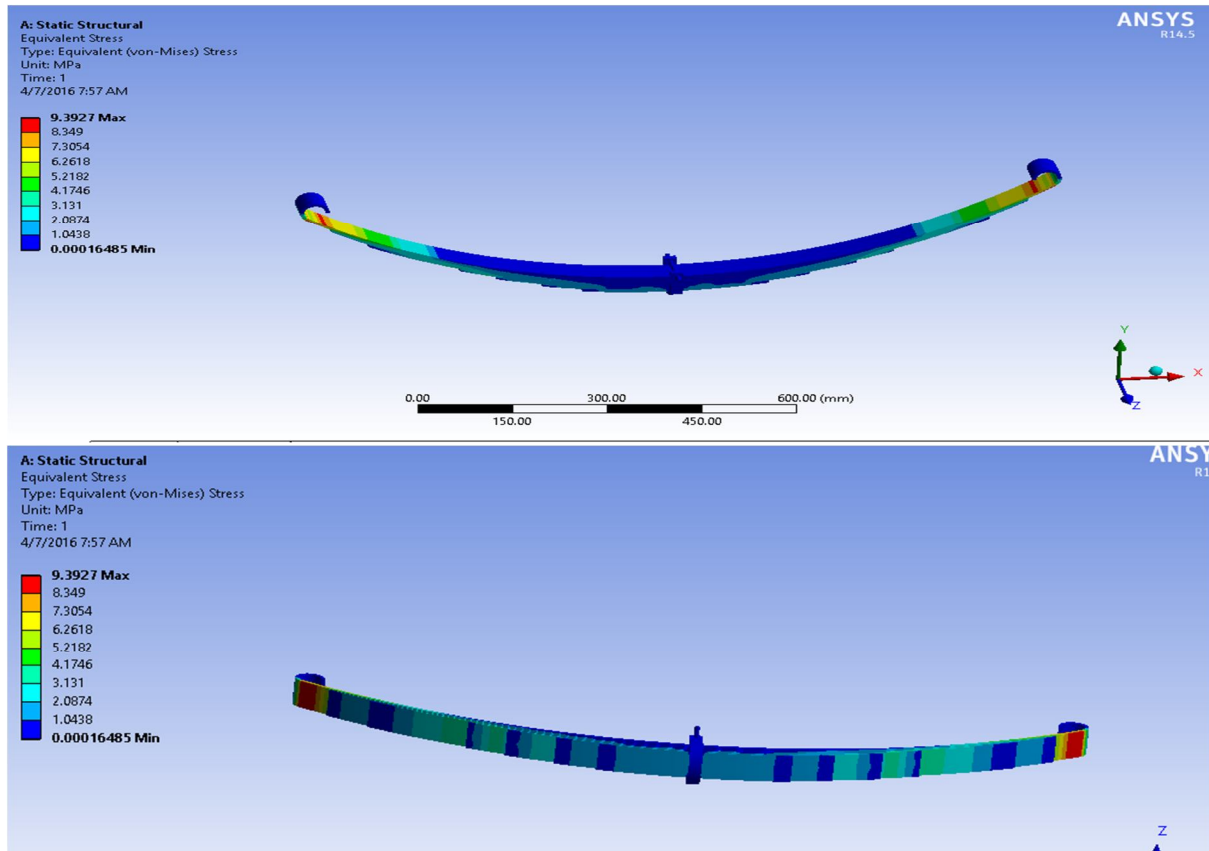 A: Static Structural
Equivalent Stress
Type: Equivalent (von-Mises) Stress
Unit: MPa
Time: 1
4/7/2016 7:57 AM
ANSYS
R14.5
9.3927 Max
8.349
7.3054
6.2618
5.2182
4.1746
3.131
2.0874
1.0438
0.00016485 Min
0.00
300.00
600.00 (mm)
150.00
450.00
Y
X
Z
A: Static Structural
Equivalent Stress
Type: Equivalent (von-Mises) Stress
Unit: MPa
Time: 1
4/7/2016 7:57 AM
ANSY
R1
9.3927 Max
8.349
7.3054
6.2618
5.2182
4.1746
3.131
2.0874
1.0438
0.00016485 Min
Z